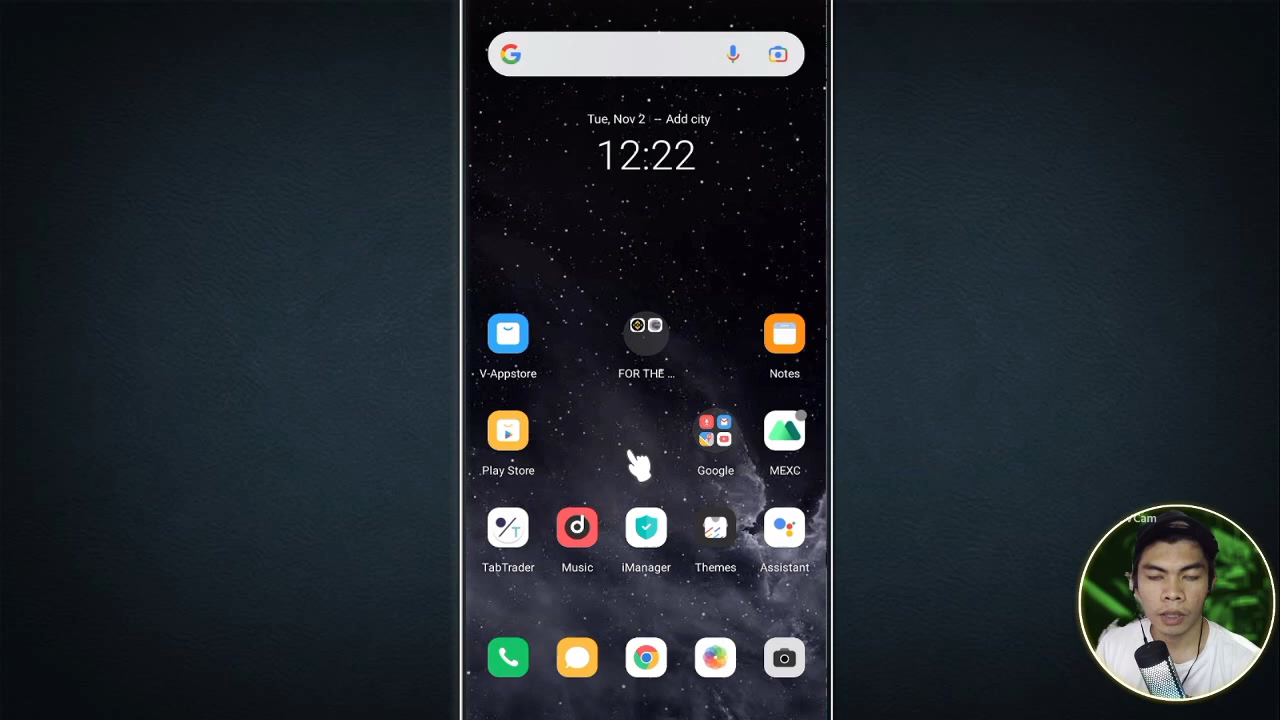 Tue, Nov 2 -- Add city
12:22
V-Appstore
FOR THE ...
Notes
Play Store
Google
MEXC
TabTrader
Music
iManager
Themes
Assistant